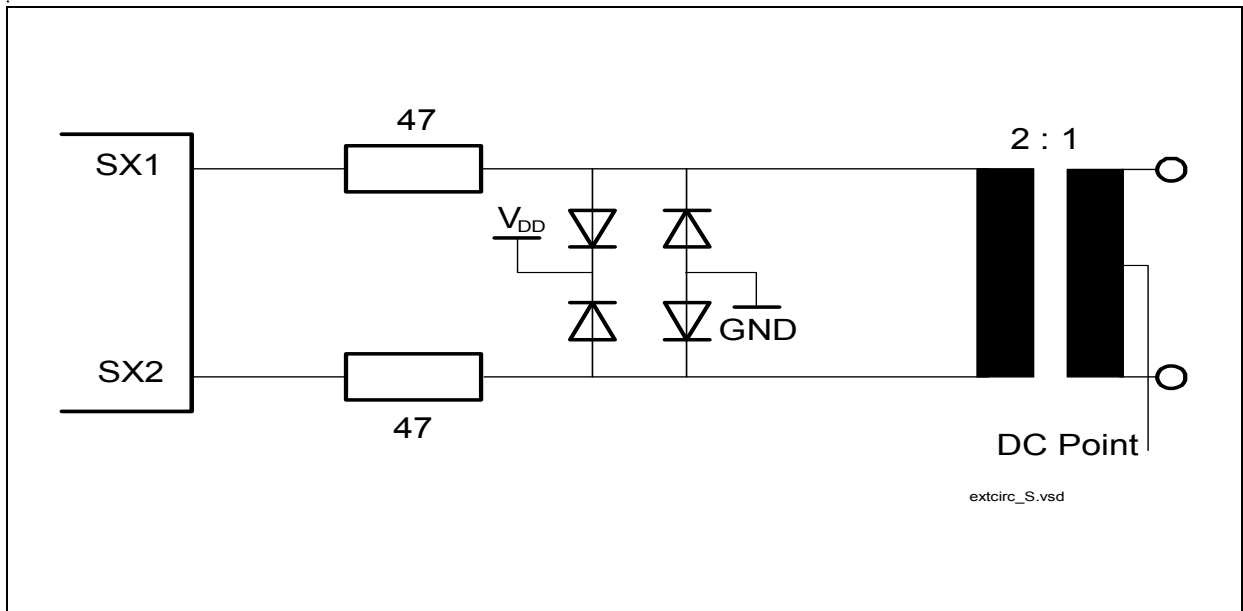 47
2 : 1
SX1
VDD
GND
SX2
47
DC Point
extcirc_S.vsd